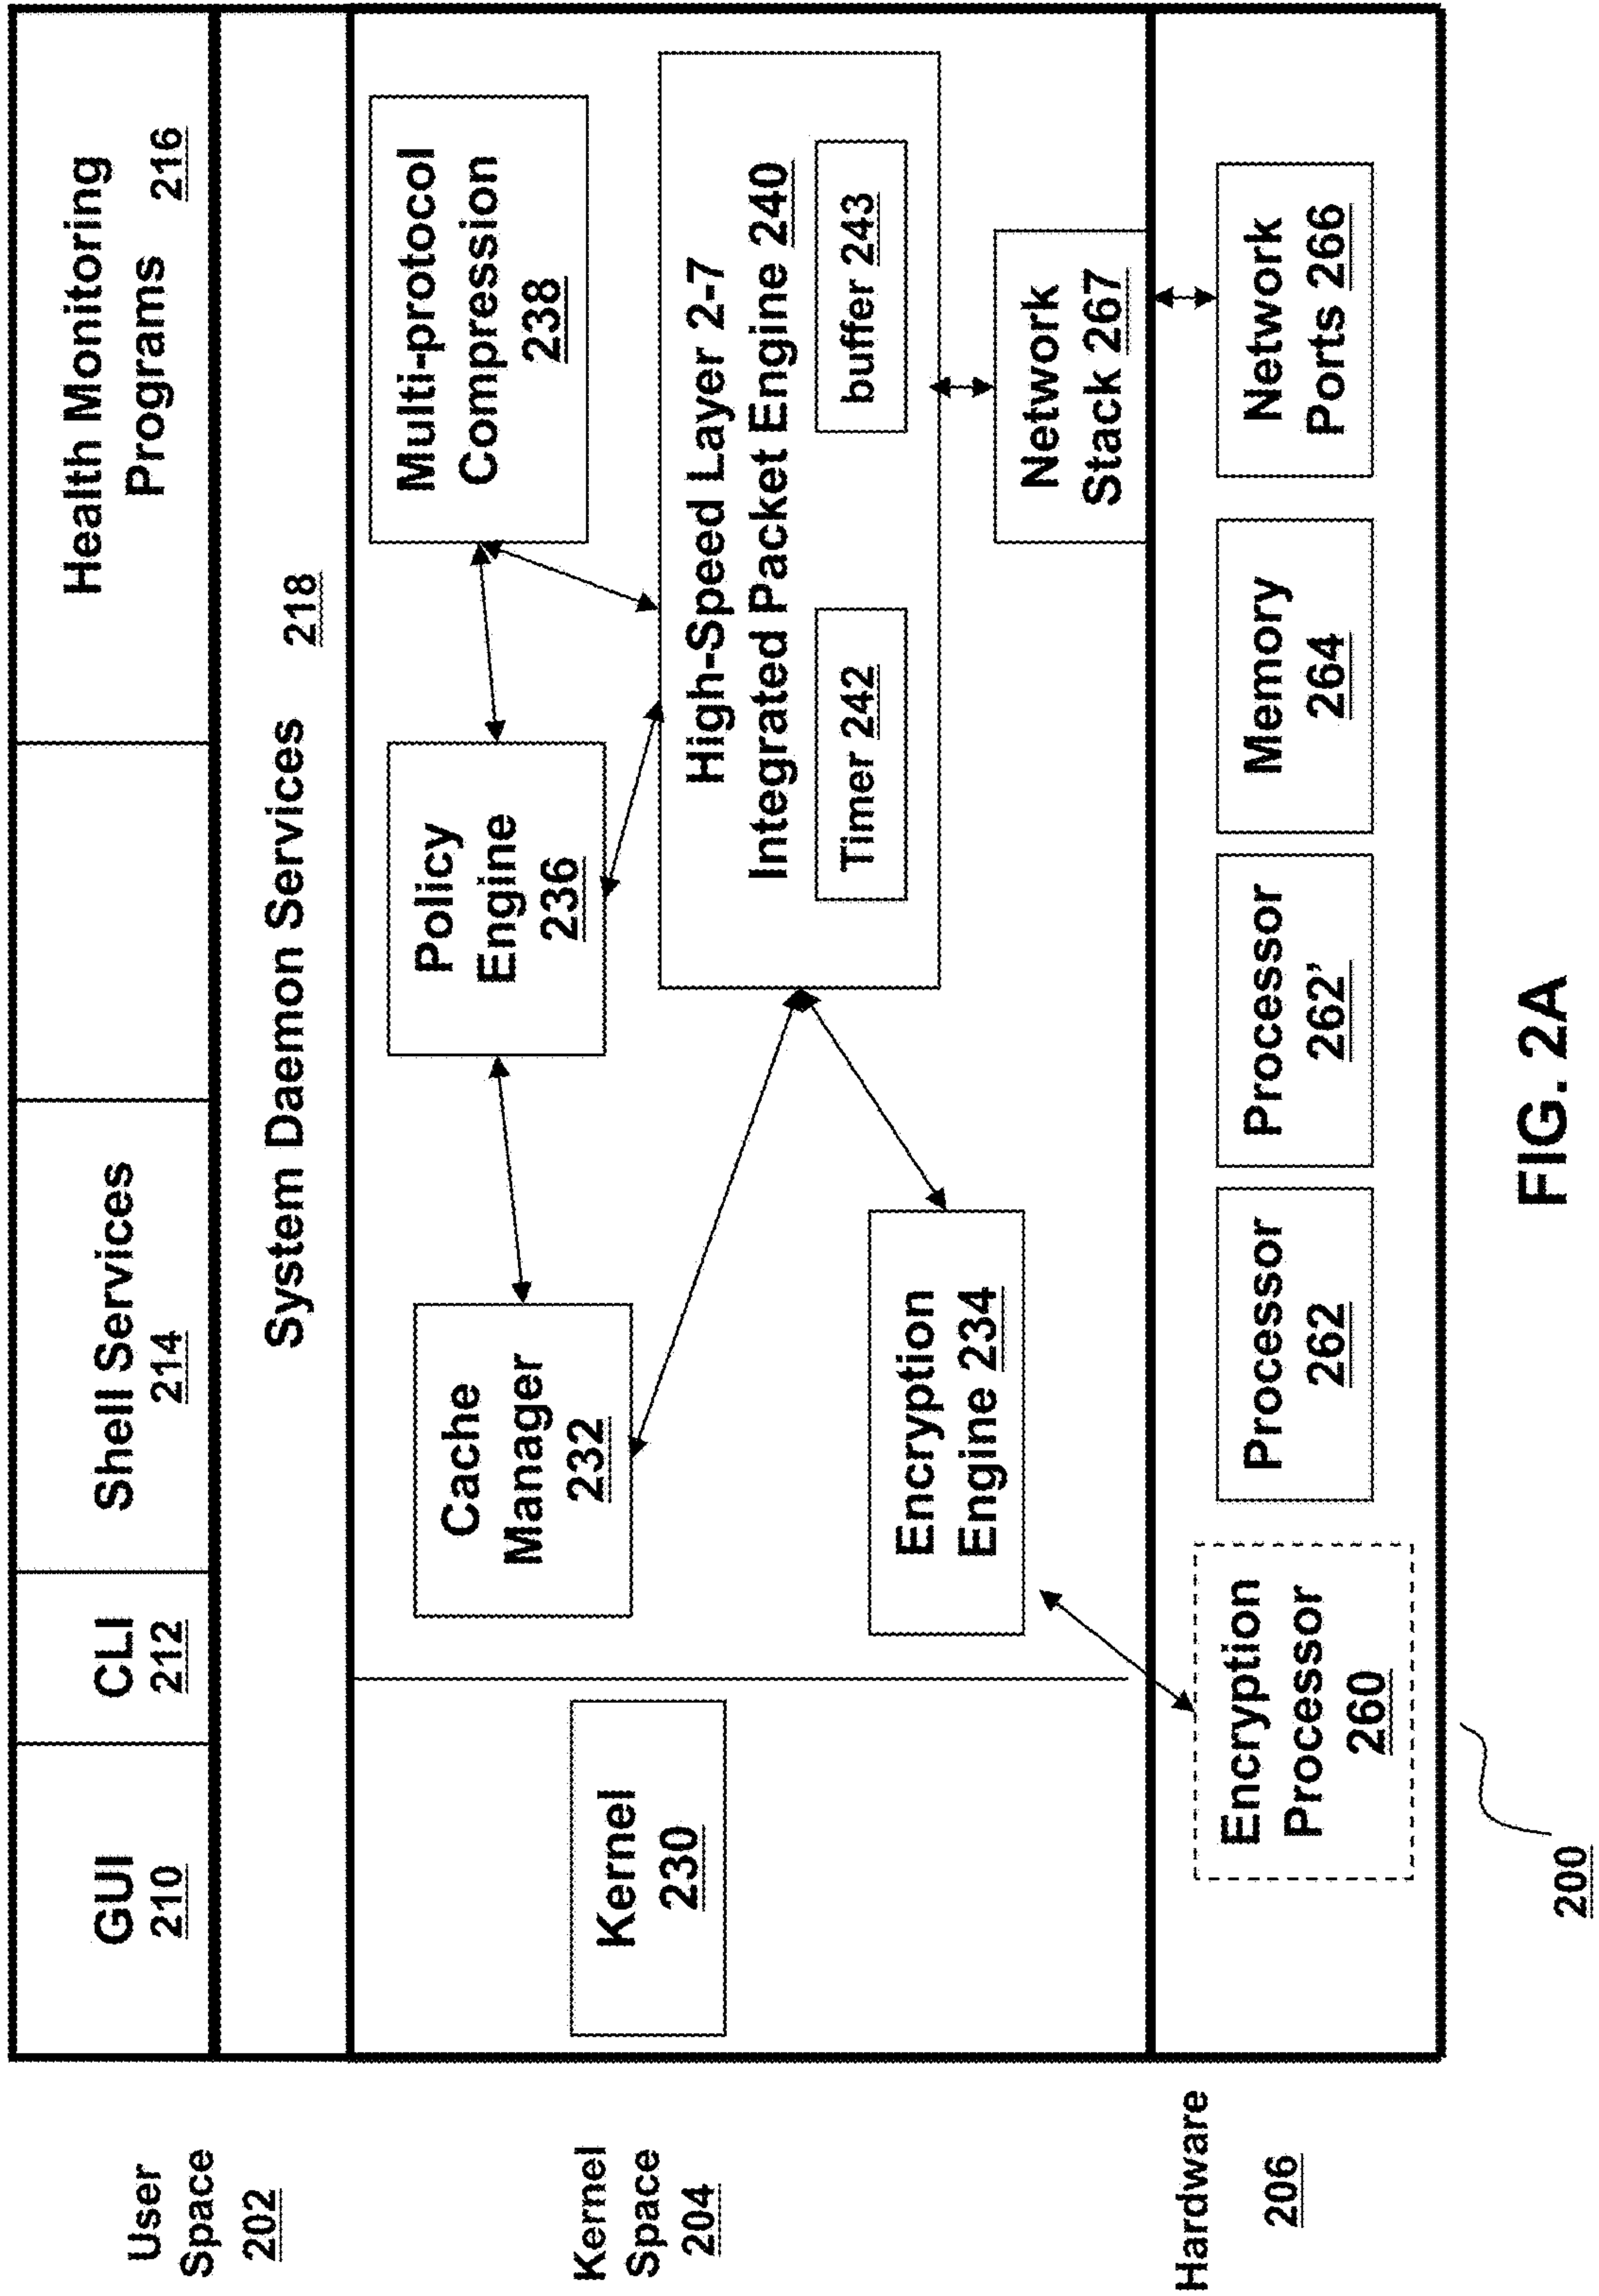 User
Space
202
GUI
210
CLI
212
Shell Services
214
Health Monitoring
Programs 216
System Daemon Services 218
Kernel
Space
204
Kernel
230
Cache
Manager
232
Policy
Engine
236
Multi-protocol
Compression
238
High-Speed Layer 2-7
Integrated Packet Engine 240
Timer 242
buffer 243
Encryption
Engine 234
Network
Stack 267
Hardware
206
Encryption
Processor
260
Processor
262
Processor
262’
Memory
264
Network
Ports 266
200
FIG. 2A